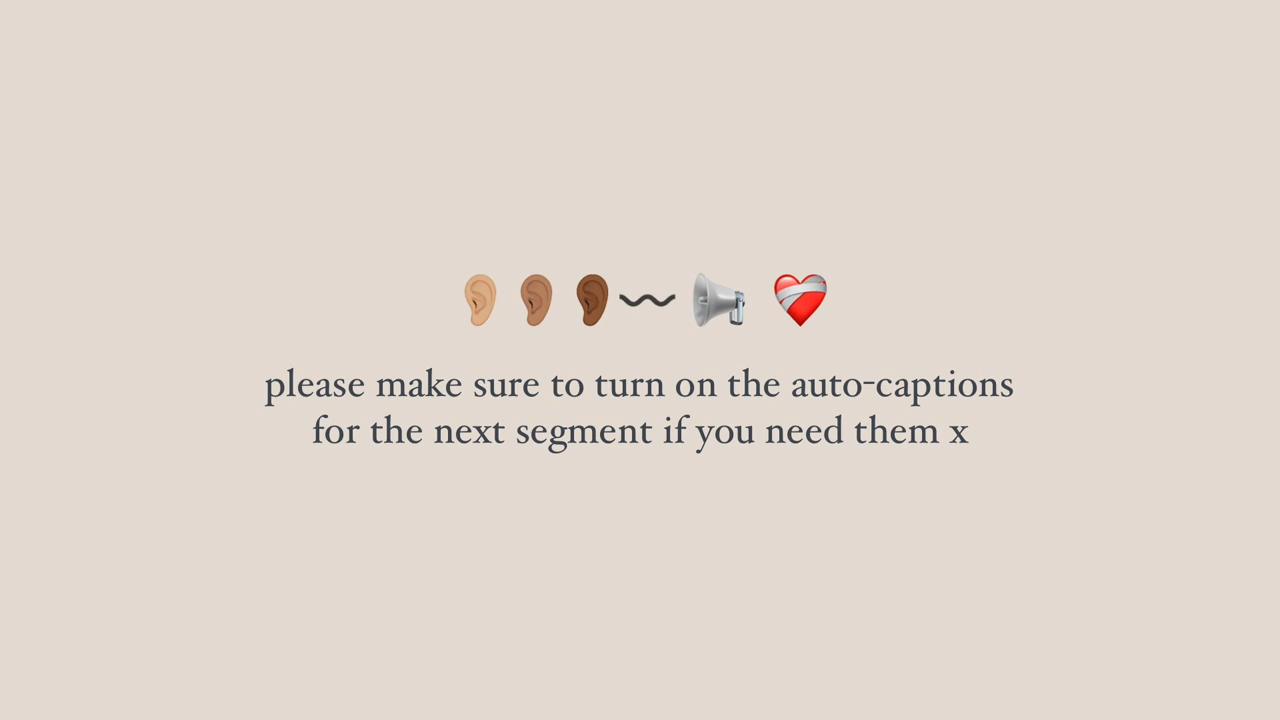 please make sure to turn on the auto-captions
for the next segment if you need them x